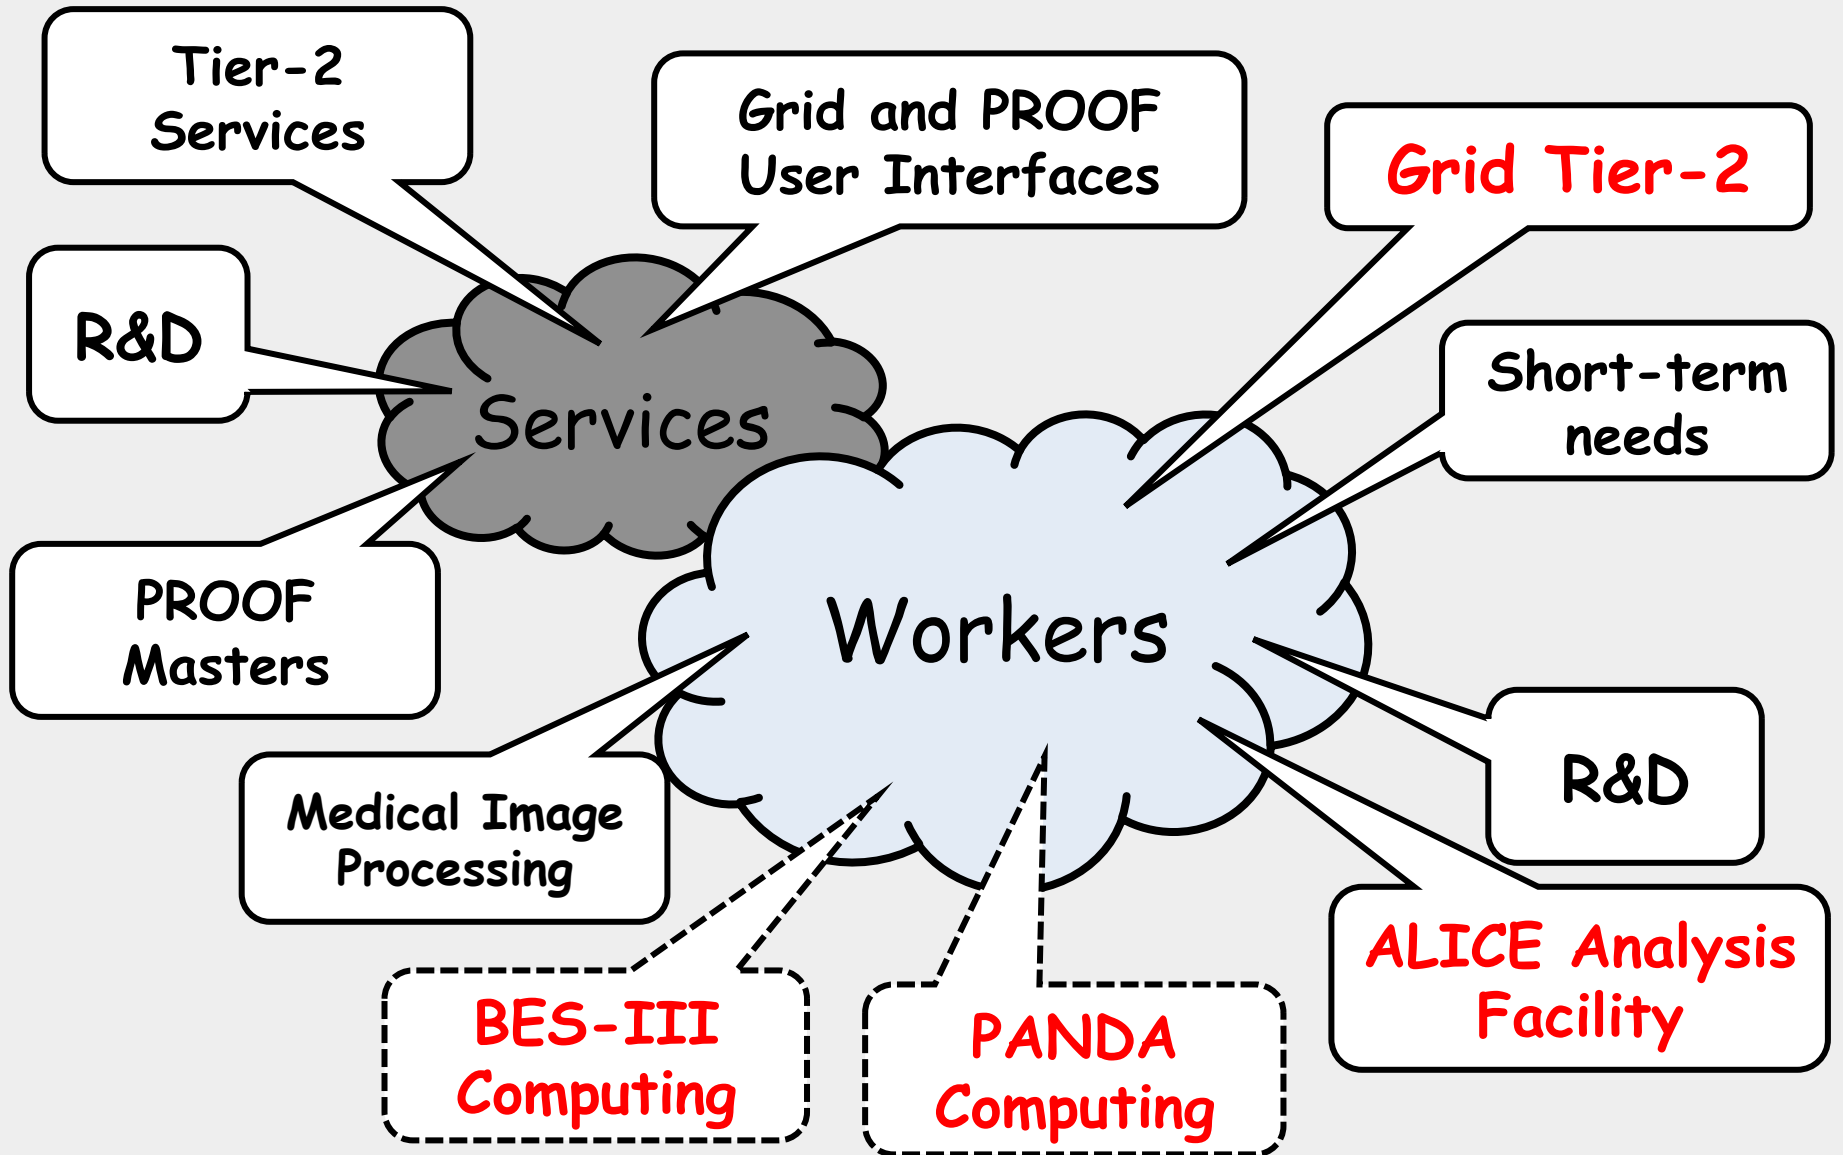 Tier-2
Services
Grid and PROOF
User Interfaces
Grid Tier-2
R&D
Short-term
needs
Services
PROOF
Masters
Workers
Medical Image
Processing
R&D
ALICE Analysis
Facility
BES-III
Computing
PANDA
Computing